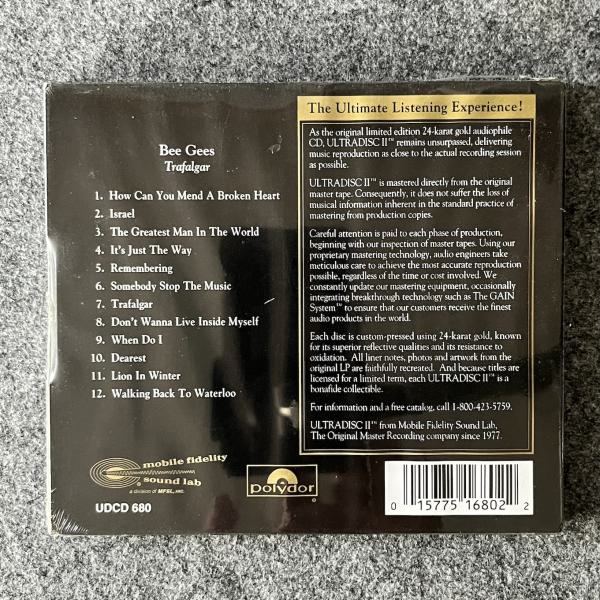 Bee Gees
Trafalgar
1. How Can You Mend A Broken Heart
2. Israel
3. The Greatest Man In The World
4. It's Just The Way
5. Remembering
6. Somebody Stop The Music
7. Trafalgar
8. Don't Wanna Live Inside Myself
9. When Do I
10. Dearest
11. Lion In Winter
12. Walking Back To Waterloo
The Ultimate Listening Experience!
As the original limited edition 24-karat gold audiophile
CD, ULTRADISC II™ remains unsurpassed, delivering
music reproduction as close to the actual recording session
as possible.
ULTRADISC II™ is mastered directly from the original
master tape. Consequently, it does not suffer the loss of
musical information inherent in the standard practice of
mastering from production copies.
Careful attention is paid to each phase of production,
beginning with our inspection of master tapes. Using our
proprietary mastering technology, audio engineers take
meticulous care to achieve the most accurate reproduction
possible, regardless of the time or cost involved. We
constantly update our mastering equipment, occasionally
integrating breakthrough technology such as The GAIN
System™ to ensure that our customers receive the finest
audio products in the world.
Each disc is custom-pressed using 24-karat gold, known
for its superior reflective qualities and its resistance to
oxidation. All liner notes, photos and artwork from the
original LP are faithfully recreated. And because titles are
licensed for a limited term, each ULTRADISC II™ is a
bonafide collectible.
For information and a free catalog, call 1-800-423-5759.
ULTRADISC II™ from Mobile Fidelity Sound Lab,
The Original Master Recording company since 1977.
mobile fidelity
® sound lab
a division of MFSL, INC.
UDCD 680
polydor
®
0 15775 16802 2